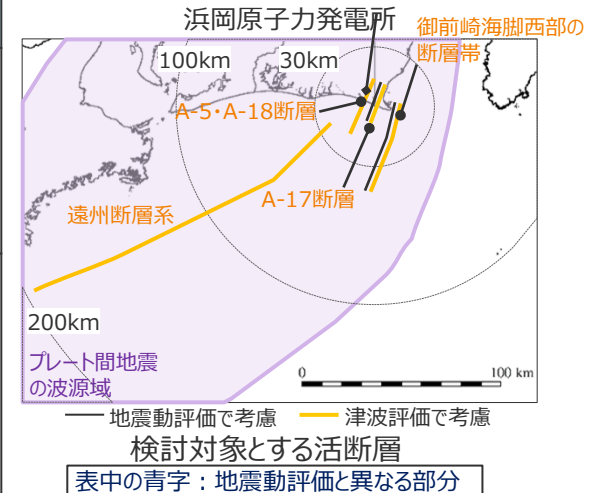 浜岡原子力発電所
御前崎海脚西部の
断層帯
100km
30km
A-5・A-18断層
A-17断層
遠州断層系
200km
プレート間地震
の波源域
0
100 km
地震動評価で考慮
津波評価で考慮
検討対象とする活断層
表中の青字：地震動評価と異なる部分